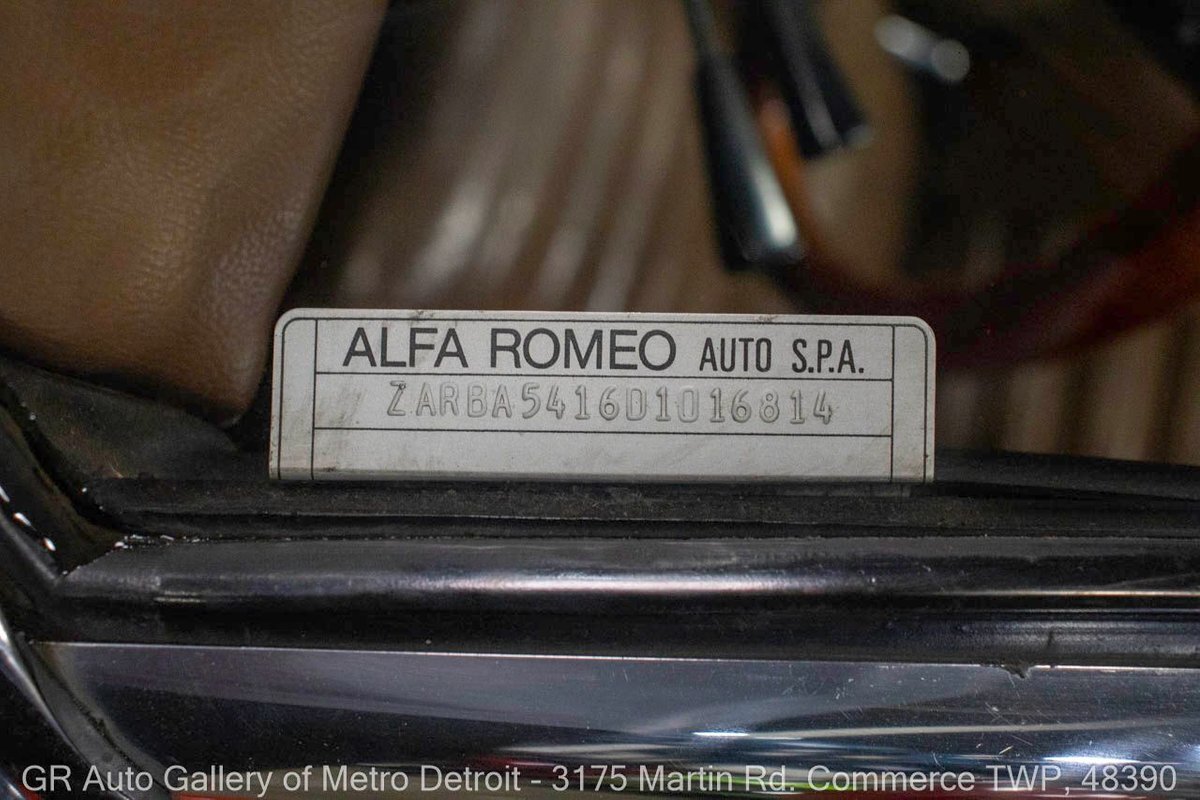 ALFA ROMEO AUTO S.P.A.
ZARBA5416D1016814
GR Auto Gallery of Metro Detroit - 3175 Martin Rd. Commerce TWP, 48390